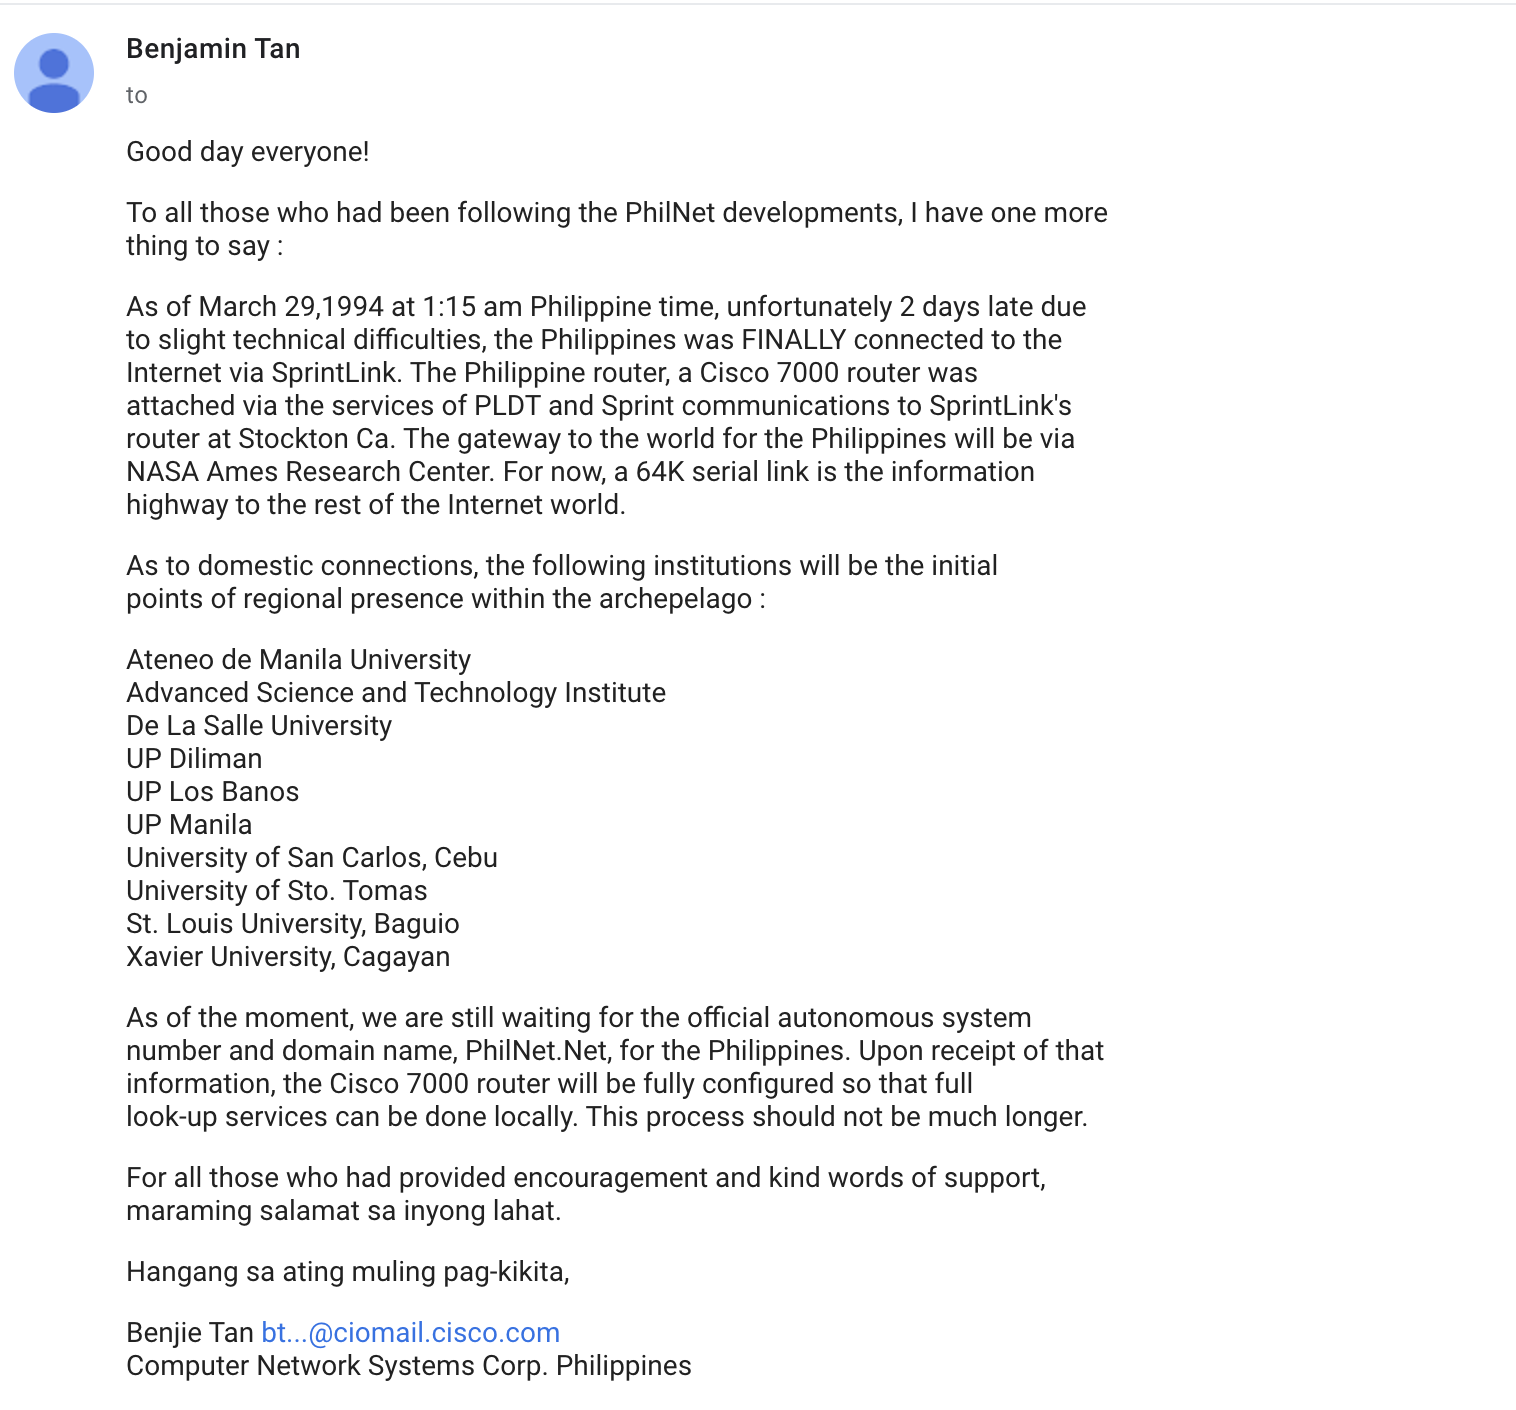 Benjamin Tan
to
Good day everyone!
To all those who had been following the PhilNet developments, I have one more
thing to say :
As of March 29,1994 at 1:15 am Philippine time, unfortunately 2 days late due
to slight technical difficulties, the Philippines was FINALLY connected to the
Internet via SprintLink. The Philippine router, a Cisco 7000 router was
attached via the services of PLDT and Sprint communications to SprintLink's
router at Stockton Ca. The gateway to the world for the Philippines will be via
NASA Ames Research Center. For now, a 64K serial link is the information
highway to the rest of the Internet world.
As to domestic connections, the following institutions will be the initial
points of regional presence within the archepelago :
Ateneo de Manila University
Advanced Science and Technology Institute
De La Salle University
UP Diliman
UP Los Banos
UP Manila
University of San Carlos, Cebu
University of Sto. Tomas
St. Louis University, Baguio
Xavier University, Cagayan
As of the moment, we are still waiting for the official autonomous system
number and domain name, PhilNet.Net, for the Philippines. Upon receipt of that
information, the Cisco 7000 router will be fully configured so that full
look-up services can be done locally. This process should not be much longer.
For all those who had provided encouragement and kind words of support,
maraming salamat sa inyong lahat.
Hangang sa ating muling pag-kikita,
Benjie Tan bt...@ciomail.cisco.com
Computer Network Systems Corp. Philippines